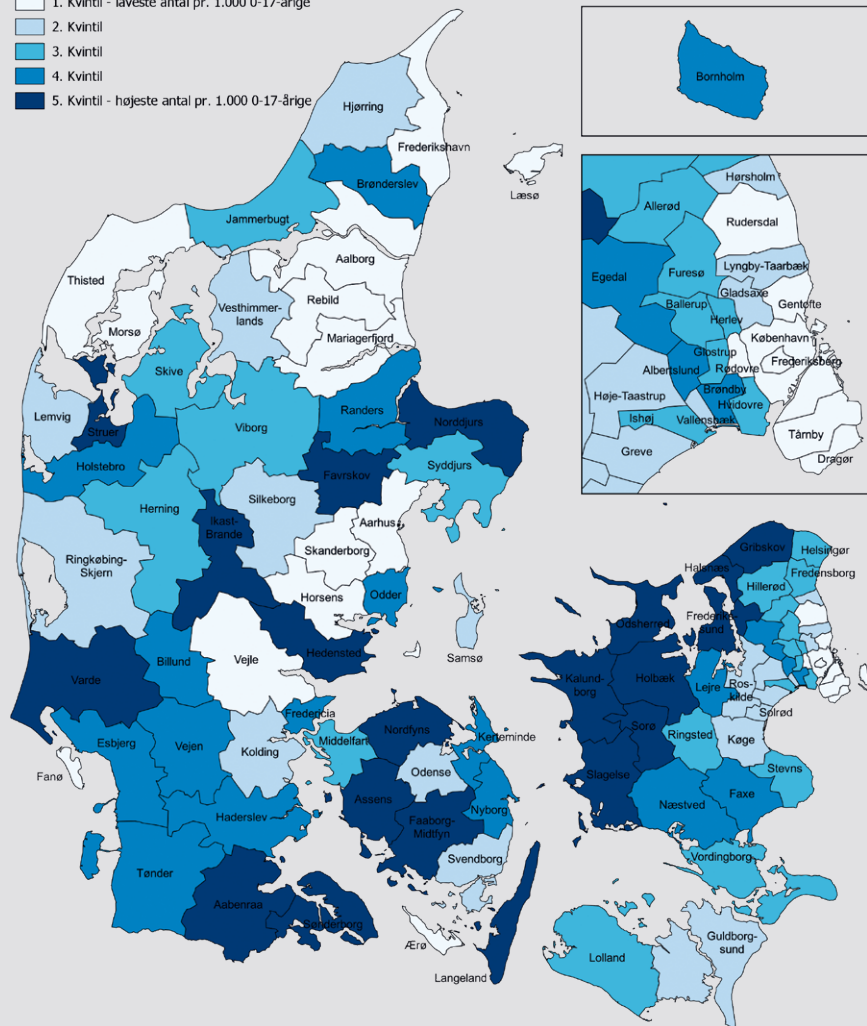 1. Kvintil - laveste antal pr. 1.000 0-17-årige
2. Kvintil
3. Kvintil
4. Kvintil
5. Kvintil - højeste antal pr. 1.000 0-17-årige
Hjørring
Frederikshavn
Brønderslev
Læsø
Jammerbugt
Aalborg
Thisted
Rebild
Vesthimmer-
lands
Morsø
Mariagerfjord
Skive
Lemvig
Struer
Viborg
Randers
Norddjurs
Holstebro
Favrskov
Syddjurs
Silkeborg
Herning
Ikast-
Brande
Aarhus
Skanderborg
Ringkøbing-
Skjern
Horsens
Odder
Samsø
Hedensted
Billund
Vejle
Varde
Fredericia
Nordfyns
Kerteminde
Esbjerg
Vejen
Kolding
Middelfart
Odense
Fanø
Assens
Nyborg
Haderslev
Faaborg-
Midtfyn
Svendborg
Tønder
Aabenraa
Sønderborg
Ærø
Langeland
Bornholm
Hørsholm
Allerød
Rudersdal
Egedal
Furesø
Lyngby-Taarbæk
Gladsaxe
Gentofte
Ballerup
Herlev
København
Glostrup
Frederiksberg
Rødovre
Albertslund
Brøndby
Høje-Taastrup
Hvidovre
Ishøj
Vallensbæk
Tårnby
Greve
Dragør
Gribskov
Helsingør
Halsnæs
Fredensborg
Hillerød
Frederiks-
sund
Odsherred
Kalund-
borg
Holbæk
Lejre
Ros-
kilde
Solrød
Sorø
Ringsted
Køge
Slagelse
Stevns
Næstved
Faxe
Vordingborg
Guldborg-
sund
Lolland